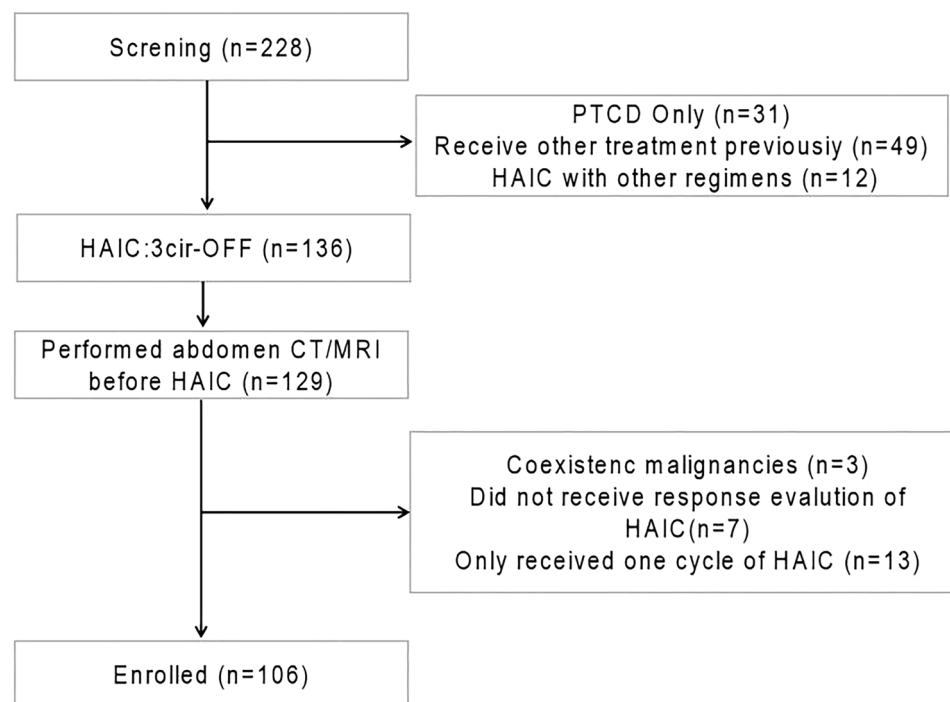 Screning (n=228)
PTCD Only (n=31)
Receive other treatment previousiy (n=49)
HAIC with other regimens (n=12)
HAIC:3cir-OFF (n=136)
Performed abdomen CT/MRI
before HAIC (n=129)
Coexistenc malignancies (n=3)
Did not receive response evalution of
HAIC(n=7)
Only received one cycle of HAIC (n=13)
Enrolled (n=106)